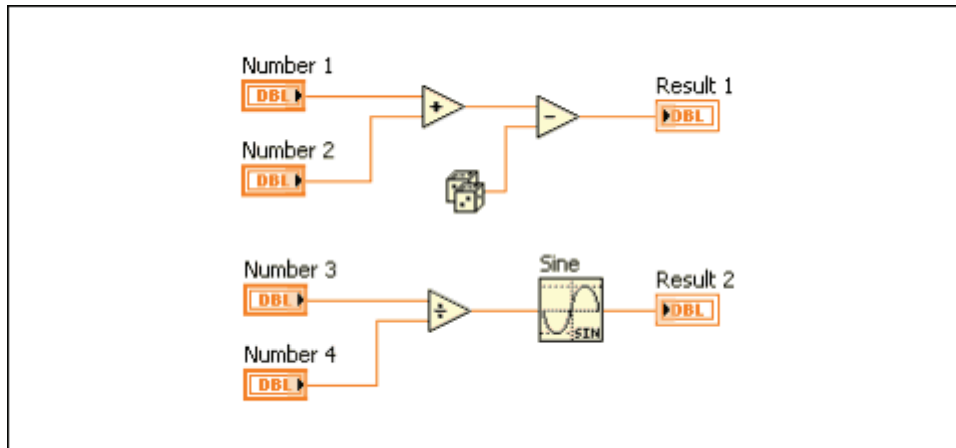 Number 1
DBL
+
-
Result 1
DBL
Number 2
DBL
Number 3
DBL
÷
Sine
SIN
Result 2
DBL
Number 4
DBL